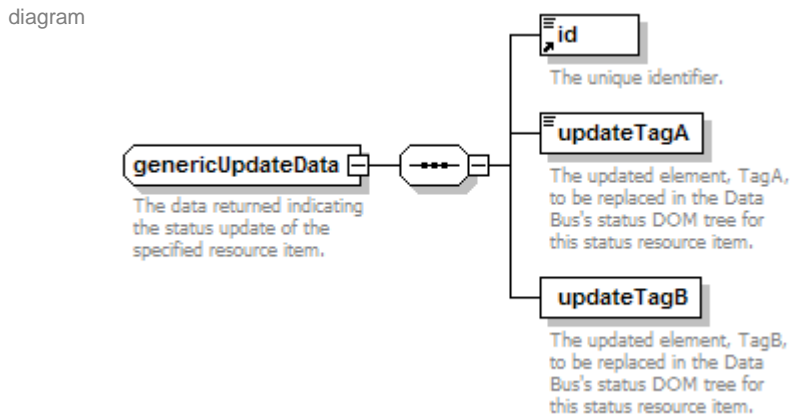 diagram
id
The unique identifier.
updateTagA
The updated element, TagA,
to be replaced in the Data
Bus's status DOM tree for
this status resource item.
genericUpdateData
The data returned indicating
the status update of the
specified resource item.
updateTagB
The updated element, TagB,
to be replaced in the Data
Bus's status DOM tree for
this status resource item.